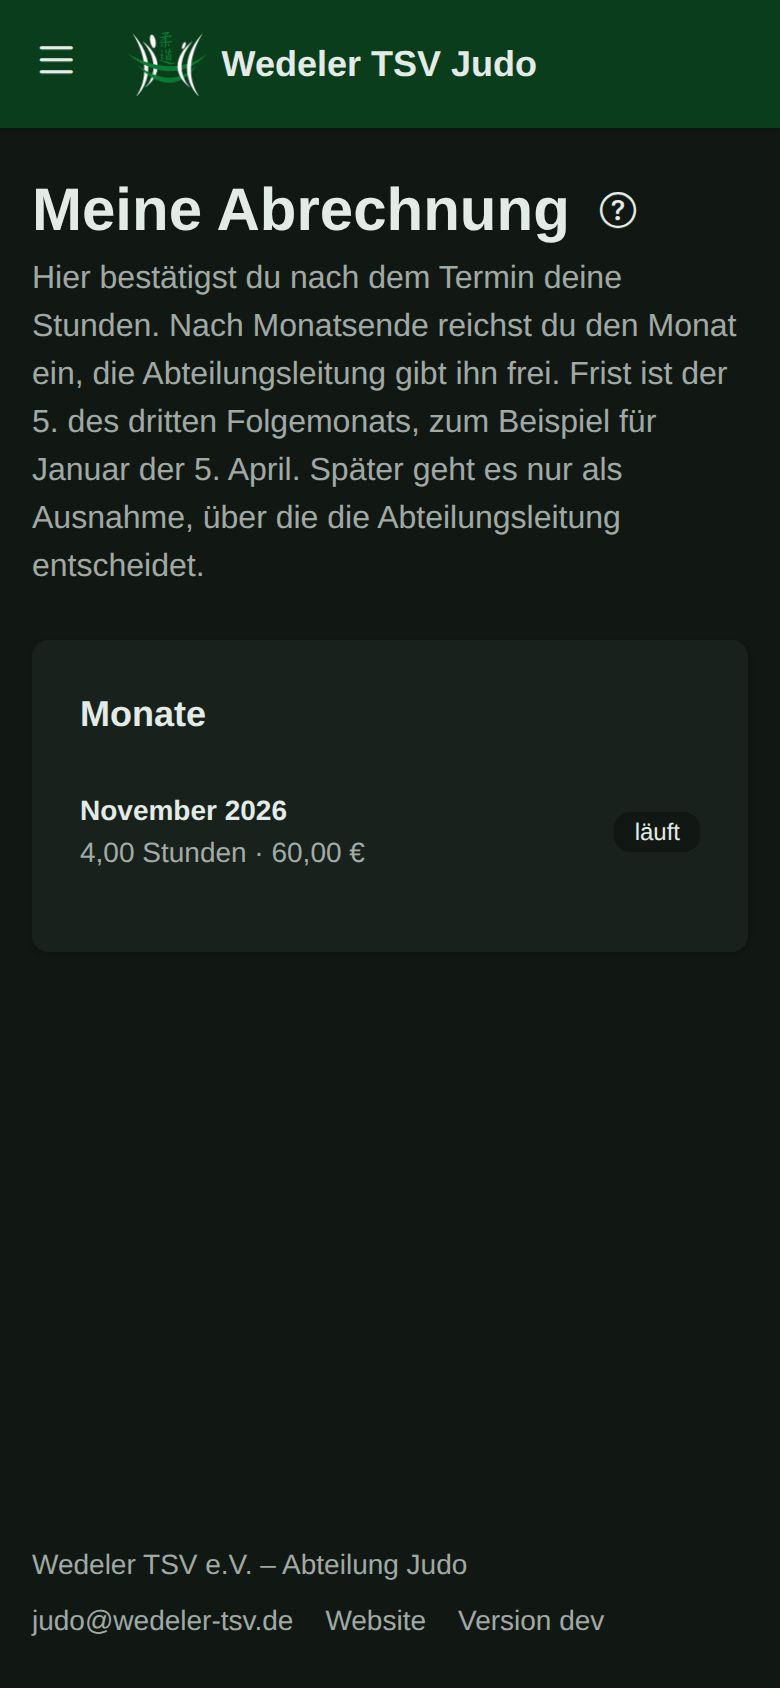 柔道
Wedeler TSV Judo
Meine Abrechnung ?
Hier bestätigst du nach dem Termin deine
Stunden. Nach Monatsende reichst du den Monat
ein, die Abteilungsleitung gibt ihn frei. Frist ist der
5. des dritten Folgemonats, zum Beispiel für
Januar der 5. April. Später geht es nur als
Ausnahme, über die die Abteilungsleitung
entscheidet.
Monate
November 2026
4,00 Stunden · 60,00 €
läuft
Wedeler TSV e.V. – Abteilung Judo
judo@wedeler-tsv.de Website Version dev